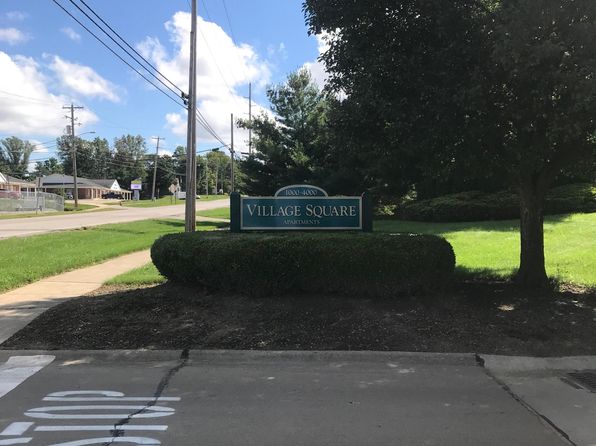 1000-4000
VILLAGE SQUARE
APARTMENTS
STOP